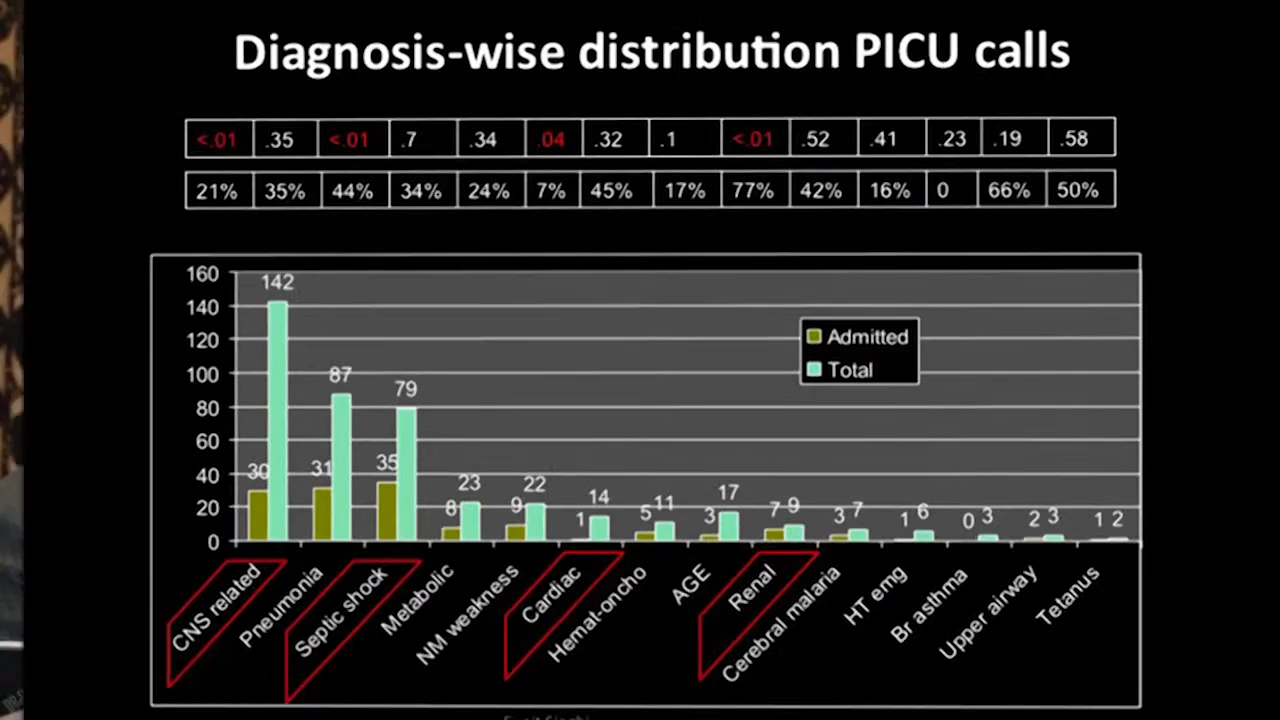 Diagnosis-wise distribution PICU calls
<.01 .35 <.01 .7 .34 .04 .32 .1 <.01 .52 .41 .23 .19 .58
21% 35% 44% 34% 24% 7% 45% 17% 77% 42% 16% 0 66% 50%
160
140
120
100
80
60
40
20
0
142
87
79
30
31
35
8
23
9
22
1
14
5
11
3
17
7
9
3
7
1
6
0
3
2
3
1
2
Admitted
Total
CNS related
Pneumonia
Septic shock
Metabolic
NM weakness
Cardiac
Hemat-oncho
AGE
Renal
Cerebral malaria
HT emg
Br asthma
Upper airway
Tetanus